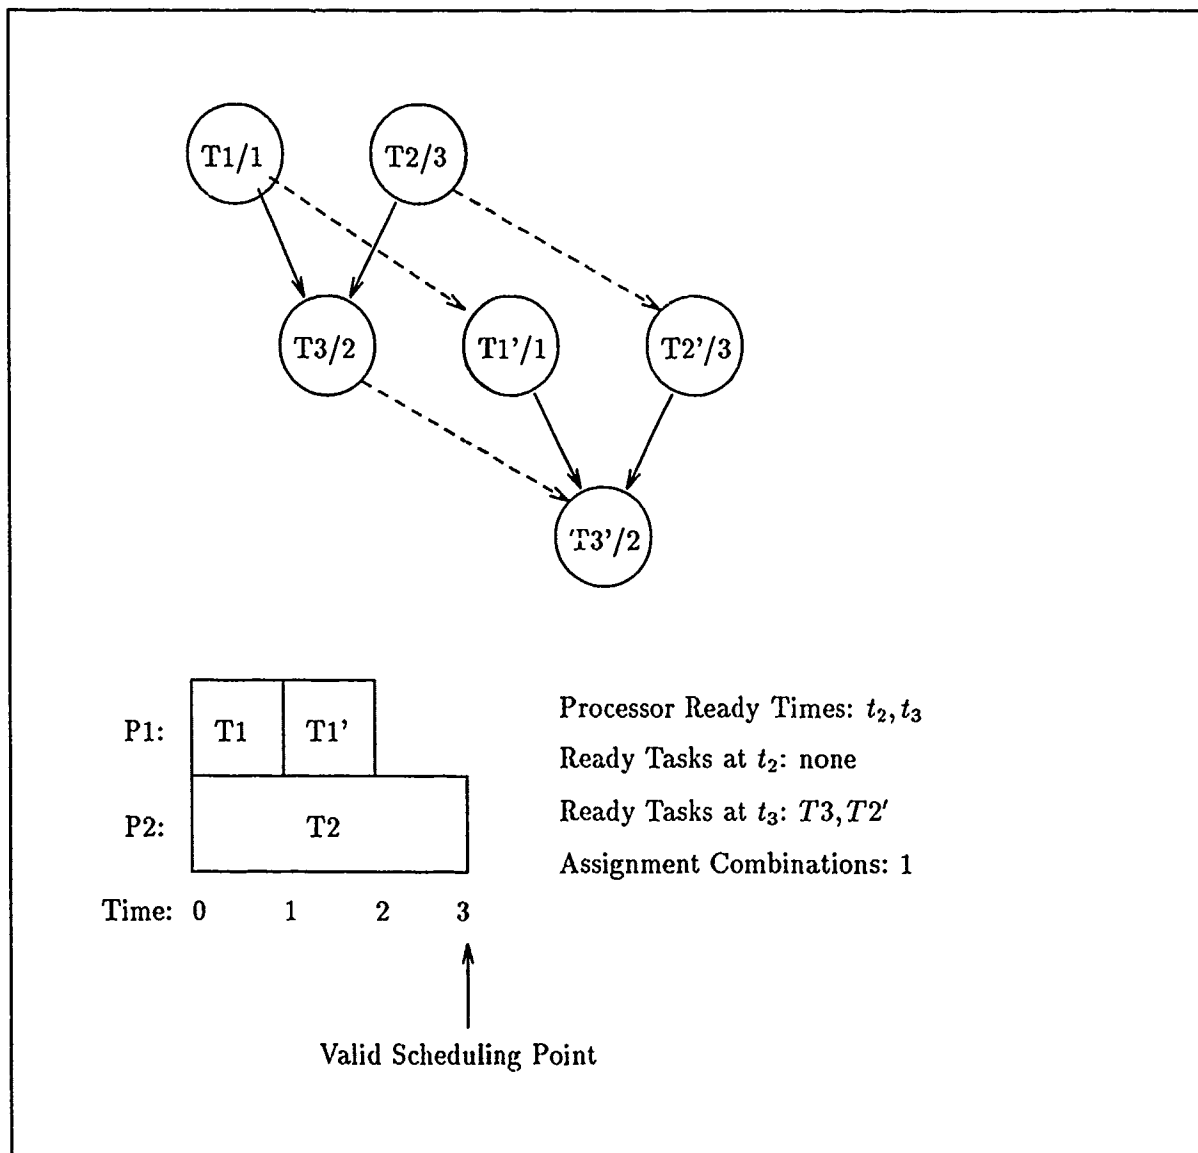 T1/1 T2/3
T3/2 T1'/1 T2'/3
T3'/2
P1: T1 T1'
P2: T2
Time: 0 1 2 3
Valid Scheduling Point
Processor Ready Times: t₂, t₃
Ready Tasks at t₂: none
Ready Tasks at t₃: T3, T2′
Assignment Combinations: 1